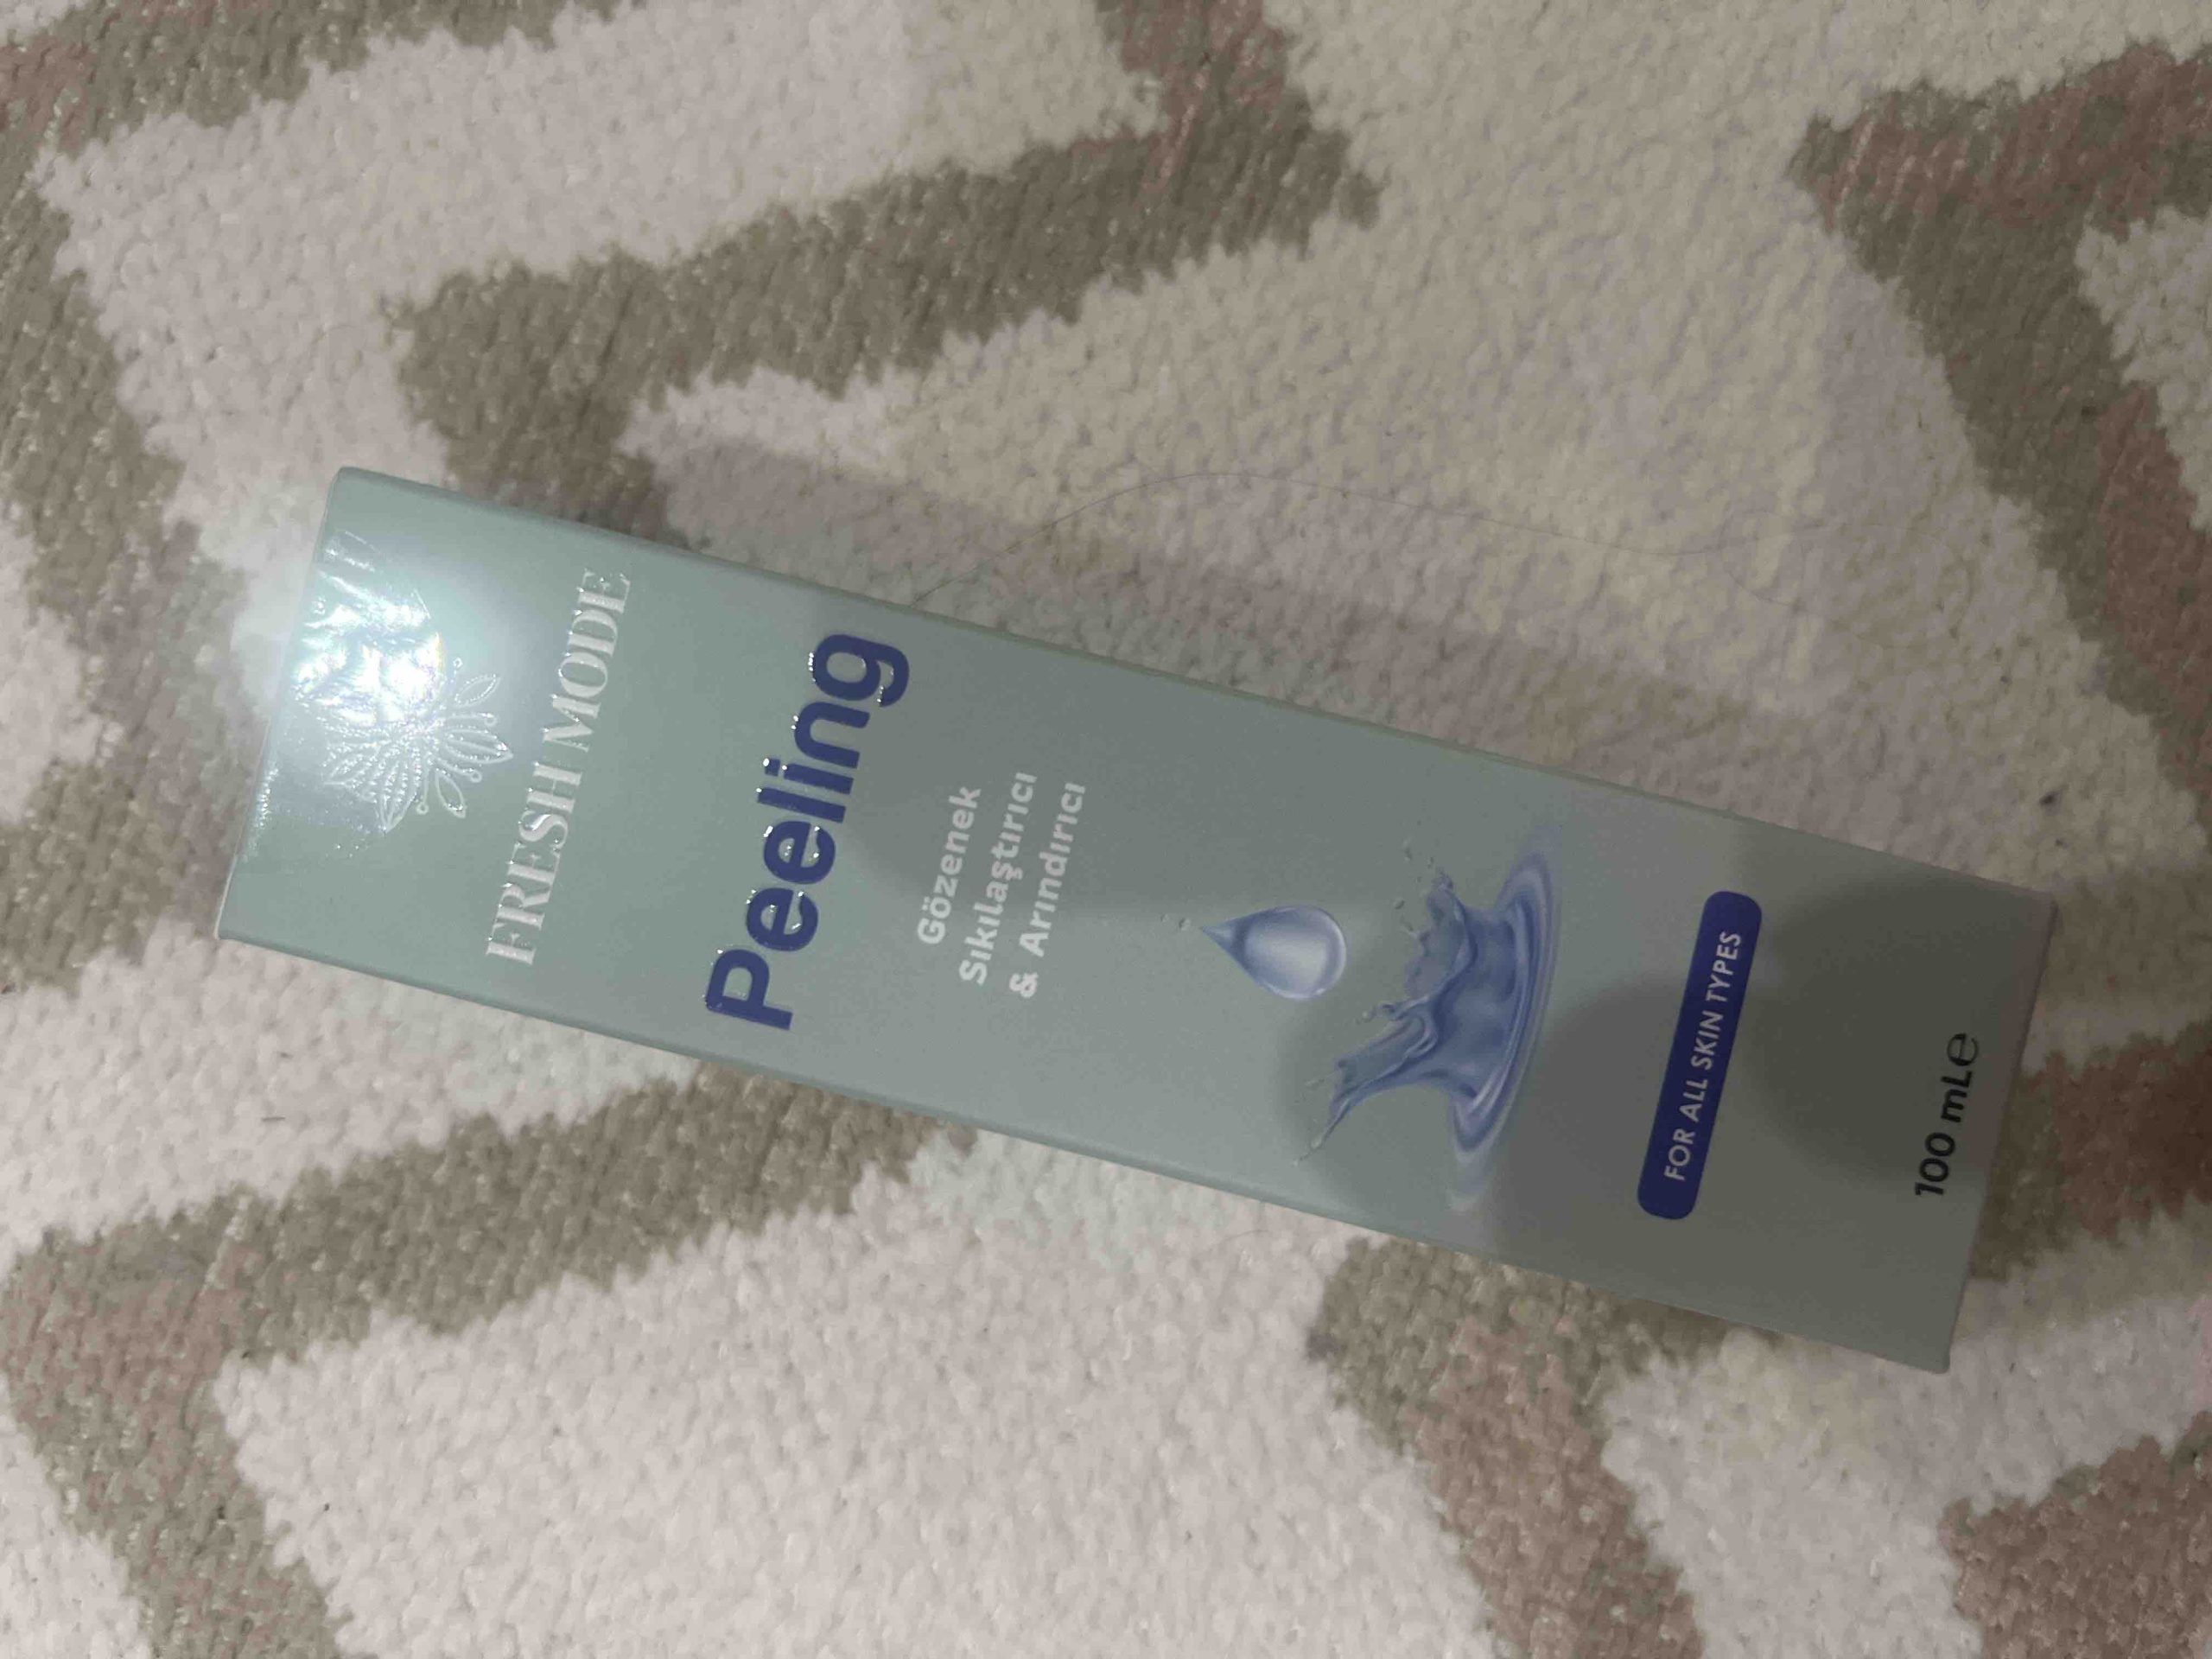 FRESH MODE
Peeling
Gözenek
Sıkılaştırıcı
& Arındırıcı
FOR ALL SKIN TYPES
100 mL℮